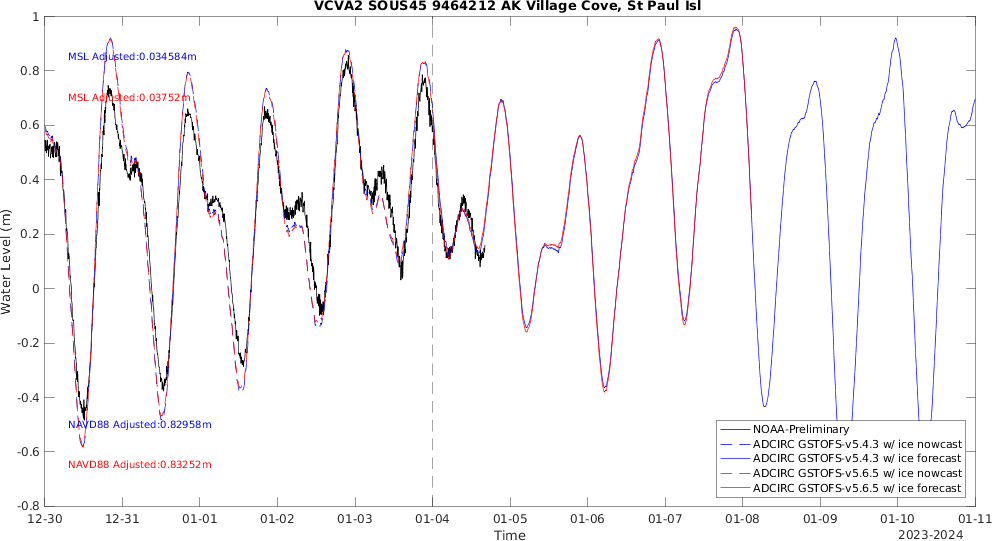 VCVA2 SOUS45 9464212 AK Village Cove, St Paul Isl
1
0.8
0.6
0.4
0.2
0
-0.2
-0.4
-0.6
-0.8
Water Level (m)
MSL Adjusted:0.034584m
MSL Adjusted:0.03752m
NAVD88 Adjusted:0.82958m
NAVD88 Adjusted:0.83252m
NOAA-Preliminary
ADCIRC GSTOFS-v5.4.3 w/ ice nowcast
ADCIRC GSTOFS-v5.4.3 w/ ice forecast
ADCIRC GSTOFS-v5.6.5 w/ ice nowcast
ADCIRC GSTOFS-v5.6.5 w/ ice forecast
12-30 12-31 01-01 01-02 01-03 01-04 01-05 01-06 01-07 01-08 01-09 01-10 01-11
Time
2023-2024